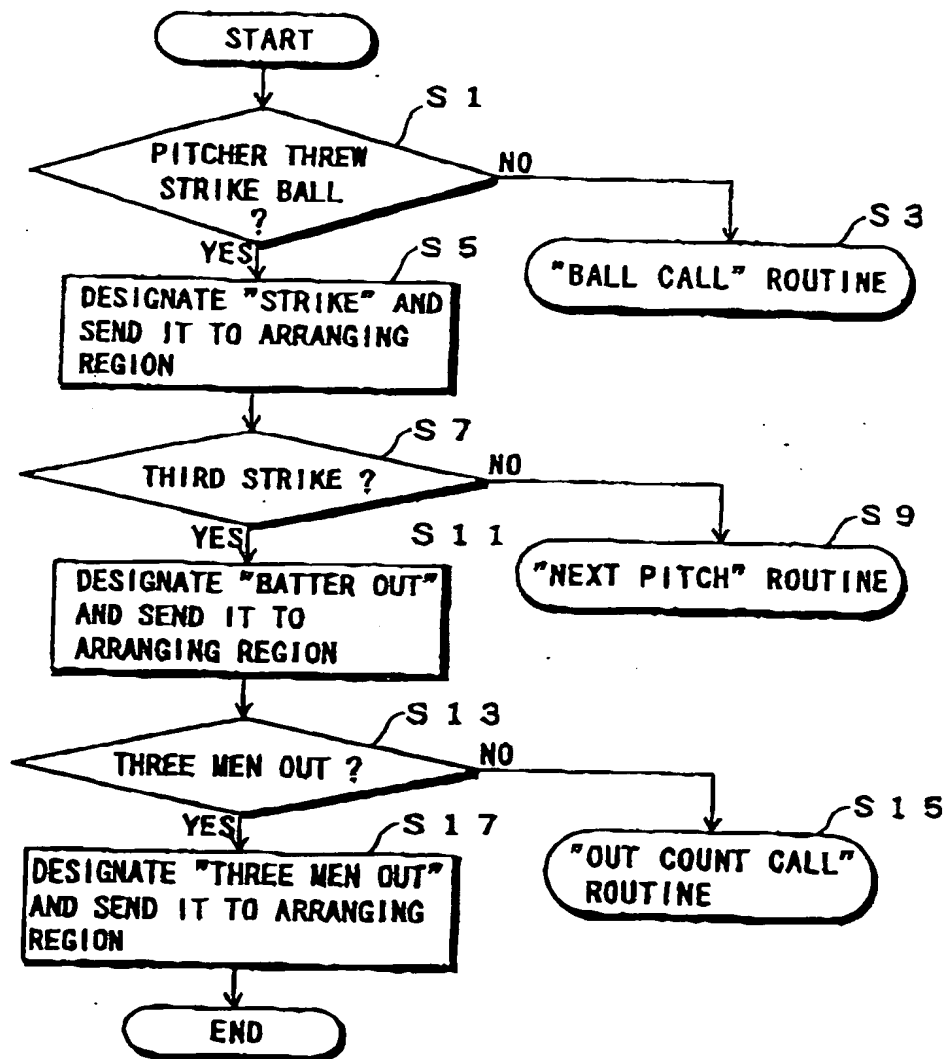 START
S 1
PITCHER THREW
STRIKE BALL
?
NO
YES
S 3
"BALL CALL" ROUTINE
S 5
DESIGNATE "STRIKE" AND
SEND IT TO ARRANGING
REGION
S 7
THIRD STRIKE ?
NO
YES
S 9
"NEXT PITCH" ROUTINE
S 1 1
DESIGNATE "BATTER OUT"
AND SEND IT TO
ARRANGING REGION
S 1 3
THREE MEN OUT ?
NO
YES
S 1 5
"OUT COUNT CALL"
ROUTINE
S 1 7
DESIGNATE "THREE MEN OUT"
AND SEND IT TO ARRANGING
REGION
END